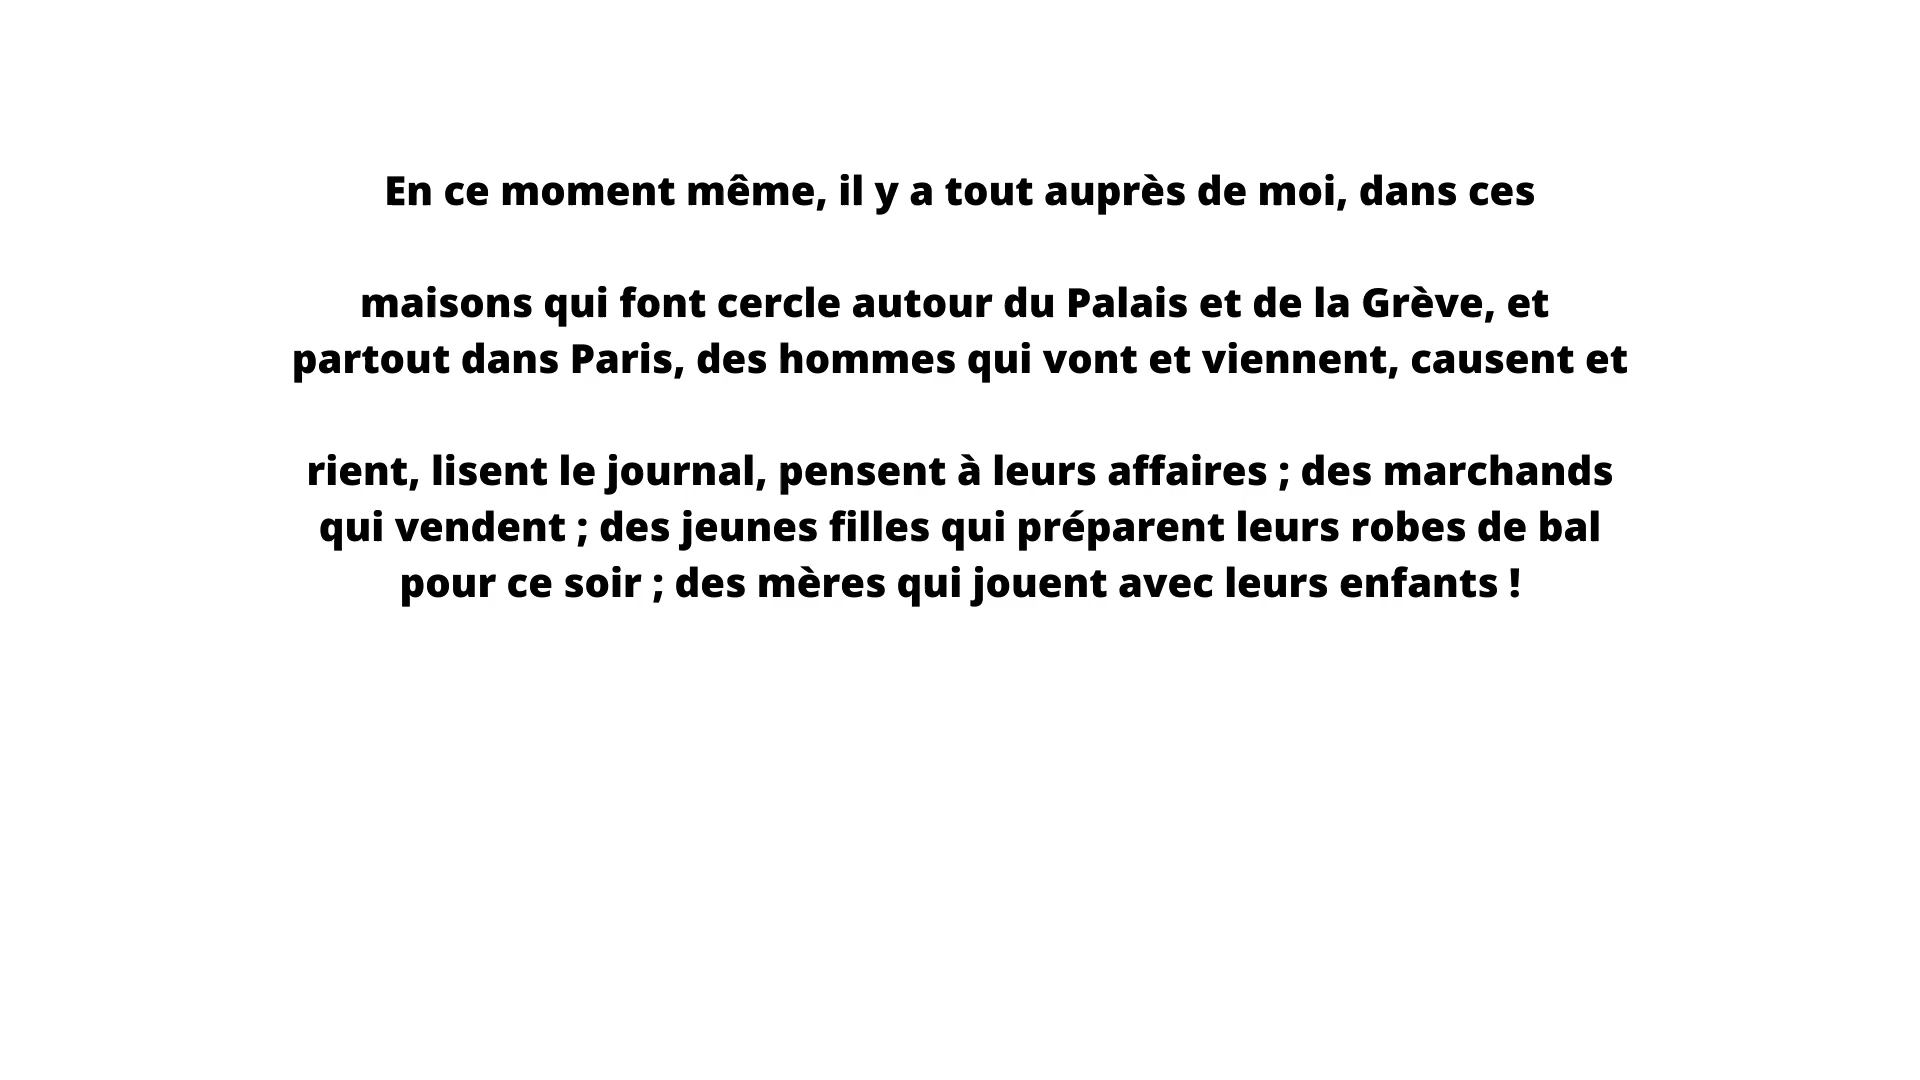 En ce moment même, il y a tout auprès de moi, dans ces
maisons qui font cercle autour du Palais et de la Grève, et
partout dans Paris, des hommes qui vont et viennent, causent et
rient, lisent le journal, pensent à leurs affaires ; des marchands
qui vendent ; des jeunes filles qui préparent leurs robes de bal
pour ce soir ; des mères qui jouent avec leurs enfants !